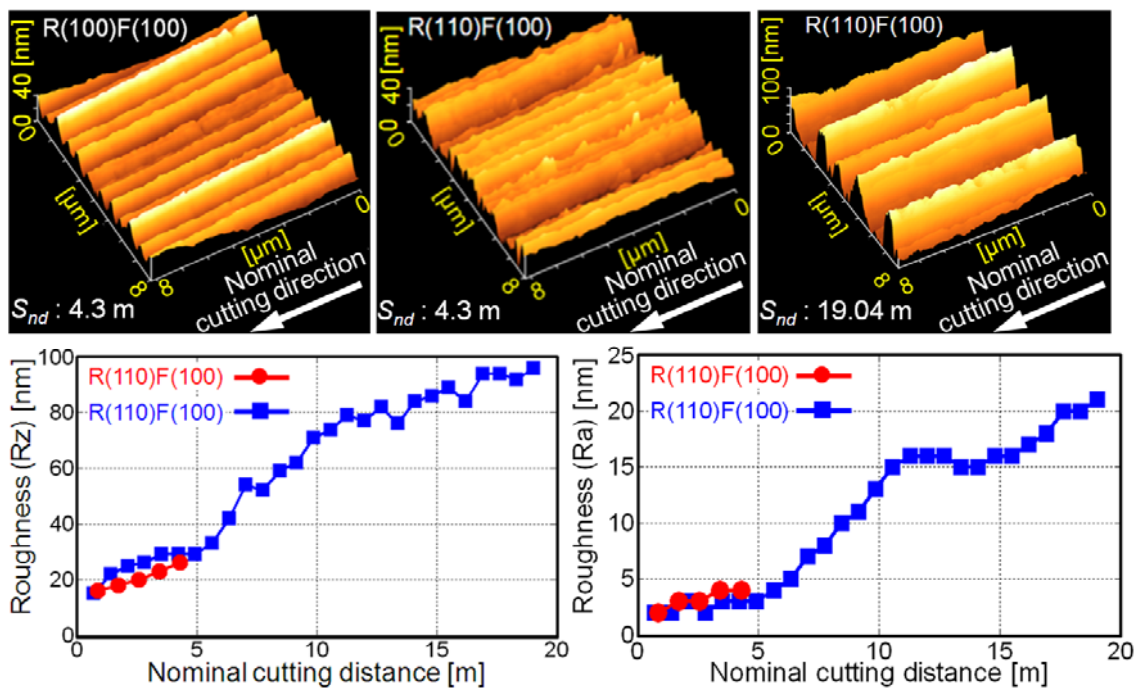 R(100)F(100)
40 [nm]
0
0
[µm]
8
8
[µm]
0
Nominal
cutting direction
Snd : 4.3 m
R(110)F(100)
40 [nm]
0
0
[µm]
8
8
[µm]
0
Nominal
cutting direction
Snd : 4.3 m
R(110)F(100)
100 [nm]
0
0
[µm]
8
8
[µm]
0
Nominal
cutting direction
Snd : 19.04 m
Roughness (Rz) [nm]
100
80
60
40
20
0
R(110)F(100)
R(110)F(100)
0 5 10 15 20
Nominal cutting distance [m]
Roughness (Ra) [nm]
25
20
15
10
5
0
R(110)F(100)
R(110)F(100)
0 5 10 15 20
Nominal cutting distance [m]